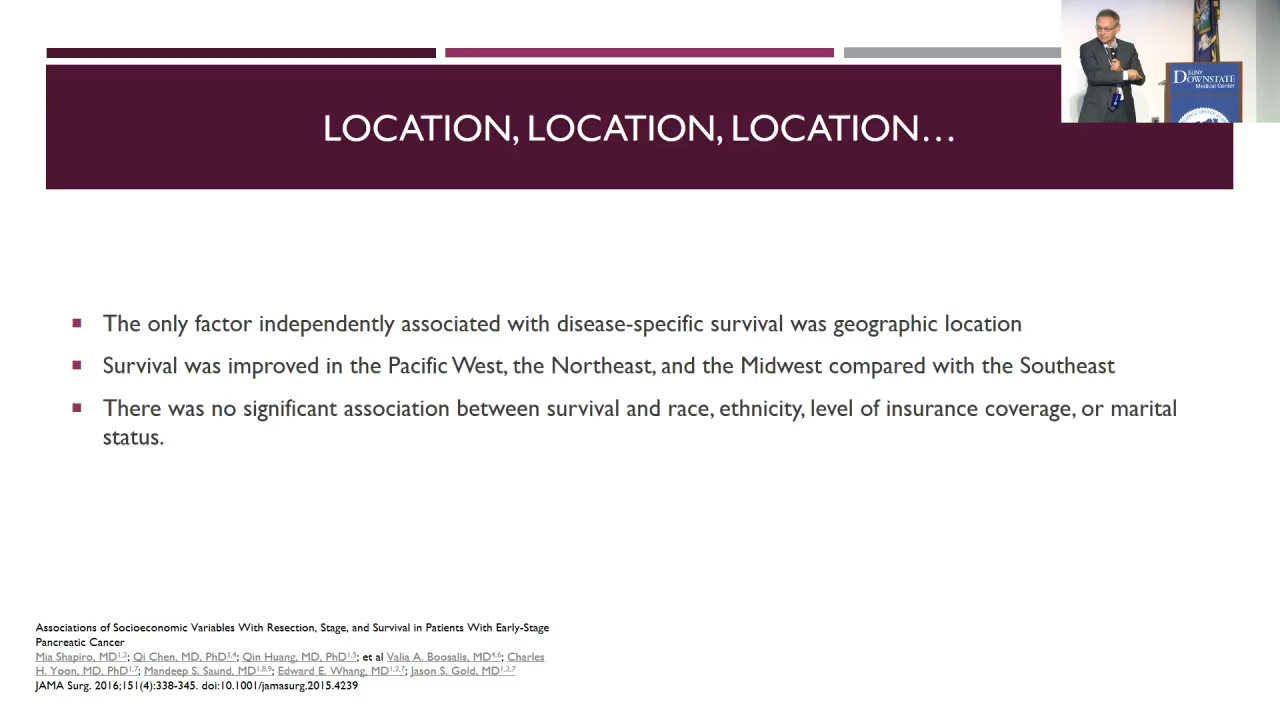 SUNY
DOWNSTATE
Medical Center
LOCATION, LOCATION, LOCATION…
▪ The only factor independently associated with disease-specific survival was geographic location
▪ Survival was improved in the Pacific West, the Northeast, and the Midwest compared with the Southeast
▪ There was no significant association between survival and race, ethnicity, level of insurance coverage, or marital
status.
Associations of Socioeconomic Variables With Resection, Stage, and Survival in Patients With Early-Stage
Pancreatic Cancer
Mia Shapiro, MD1,2; Qi Chen, MD, PhD3,4; Qin Huang, MD, PhD1,5; et al Valia A. Boosalis, MD4,6; Charles
H. Yoon, MD, PhD1,7; Mandeep S. Saund, MD1,8,9; Edward E. Whang, MD1,2,7; Jason S. Gold, MD1,2,7
JAMA Surg. 2016;151(4):338-345. doi:10.1001/jamasurg.2015.4239